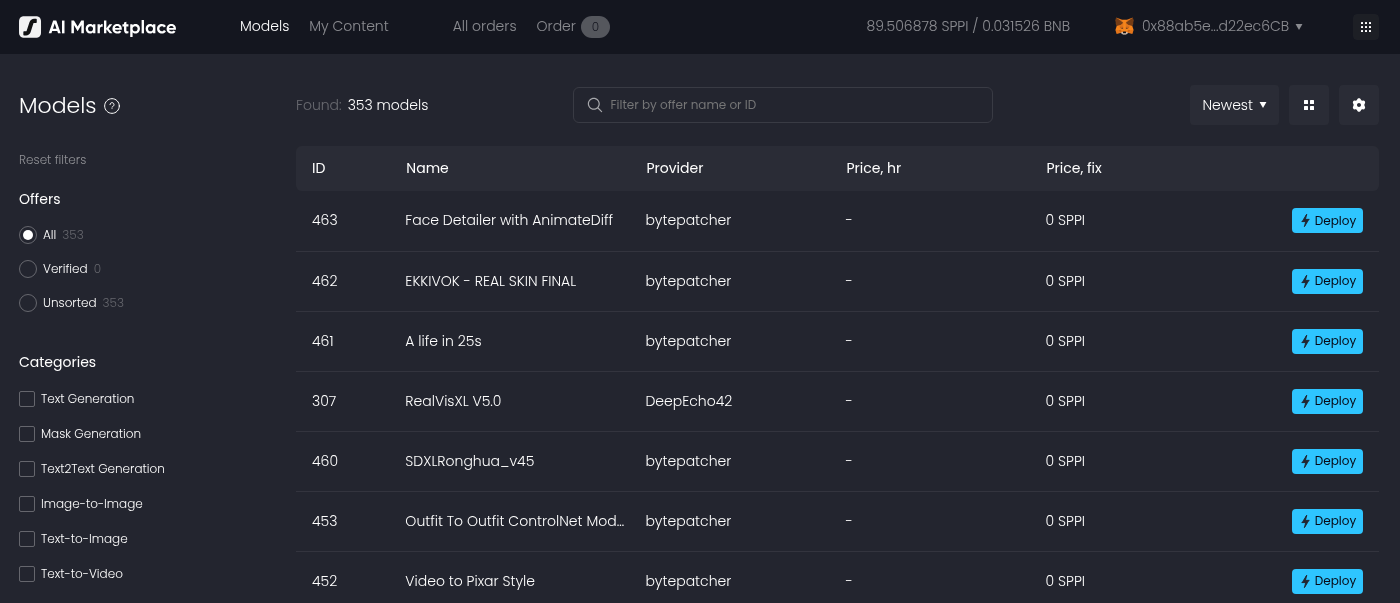 AI Marketplace
Models My Content All orders Order 0 89.506878 SPPI / 0.031526 BNB 0x88ab5e...d22ec6CB
Models ?
Found: 353 models
Filter by offer name or ID
Newest
Reset filters
Offers
All 353
Verified 0
Unsorted 353
Categories
Text Generation
Mask Generation
Text2Text Generation
Image-to-Image
Text-to-Image
Text-to-Video
ID Name Provider Price, hr Price, fix
463 Face Detailer with AnimateDiff bytepatcher - 0 SPPI Deploy
462 EKKIVOK - REAL SKIN FINAL bytepatcher - 0 SPPI Deploy
461 A life in 25s bytepatcher - 0 SPPI Deploy
307 RealVisXL V5.0 DeepEcho42 - 0 SPPI Deploy
460 SDXLRonghua_v45 bytepatcher - 0 SPPI Deploy
453 Outfit To Outfit ControlNet Mod... bytepatcher - 0 SPPI Deploy
452 Video to Pixar Style bytepatcher - 0 SPPI Deploy